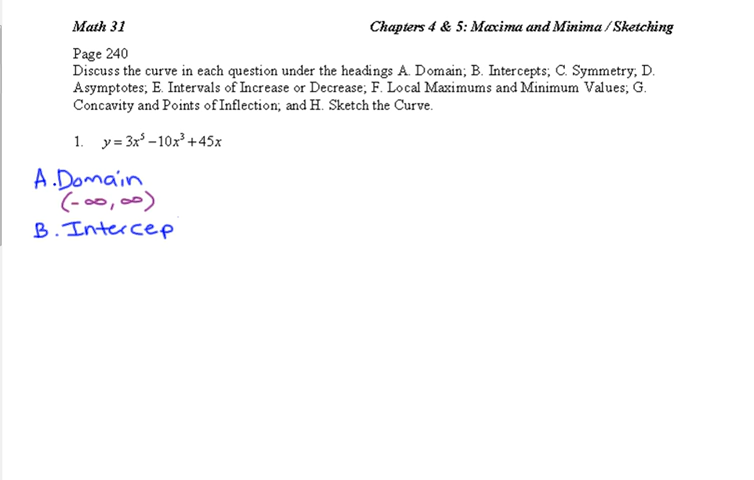 Math 31 Chapters 4 & 5: Maxima and Minima / Sketching
Page 240
Discuss the curve in each question under the headings A. Domain; B. Intercepts; C. Symmetry; D.
Asymptotes; E. Intervals of Increase or Decrease; F. Local Maximums and Minimum Values; G.
Concavity and Points of Inflection; and H. Sketch the Curve.
1. y = 3x⁵ − 10x³ + 45x
A. Domain
(-∞, ∞)
B. Intercep